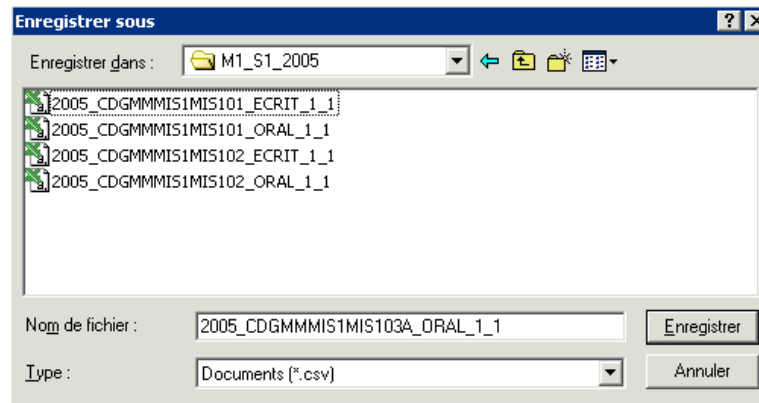 Enregistrer sous
Enregistrer dans : M1_S1_2005
2005_CDGMMMIS1MIS101_ECRIT_1_1
2005_CDGMMMIS1MIS101_ORAL_1_1
2005_CDGMMMIS1MIS102_ECRIT_1_1
2005_CDGMMMIS1MIS102_ORAL_1_1
Nom de fichier : 2005_CDGMMMIS1MIS103A_ORAL_1_1 Enregistrer
Type : Documents (*.csv) Annuler